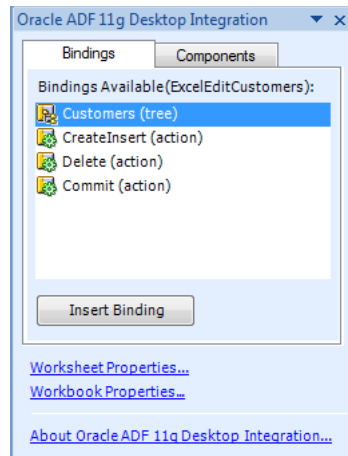 Oracle ADF 11g Desktop Integration
Bindings Components
Bindings Available(ExcelEditCustomers):
Customers (tree)
CreateInsert (action)
Delete (action)
Commit (action)
Insert Binding
Worksheet Properties...
Workbook Properties...
About Oracle ADF 11g Desktop Integration...